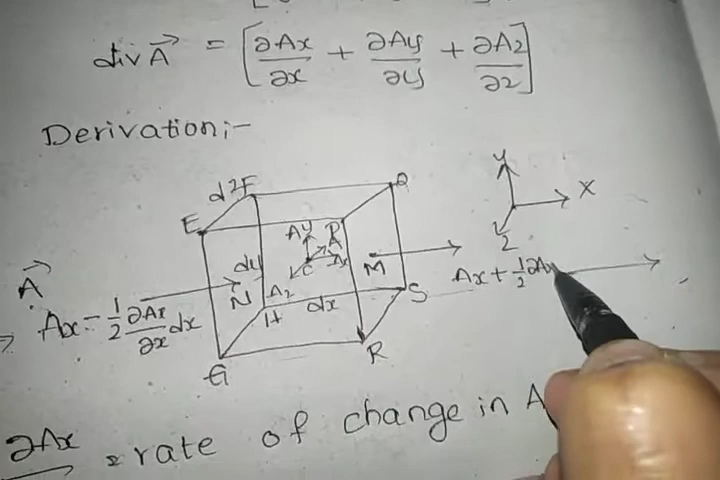 div A⃗ = [∂Ax/∂x + ∂Ay/∂y + ∂Az/∂z]
Derivation;-
dz F Q
E P
Ay A
Ax
C
dy
M
N Az
dx S
H
R
G
Y
X
Z
A⃗
Ax - 1/2 ∂Ax/∂x dx
Ax + 1/2 ∂Ax
∂Ax = rate of change in A